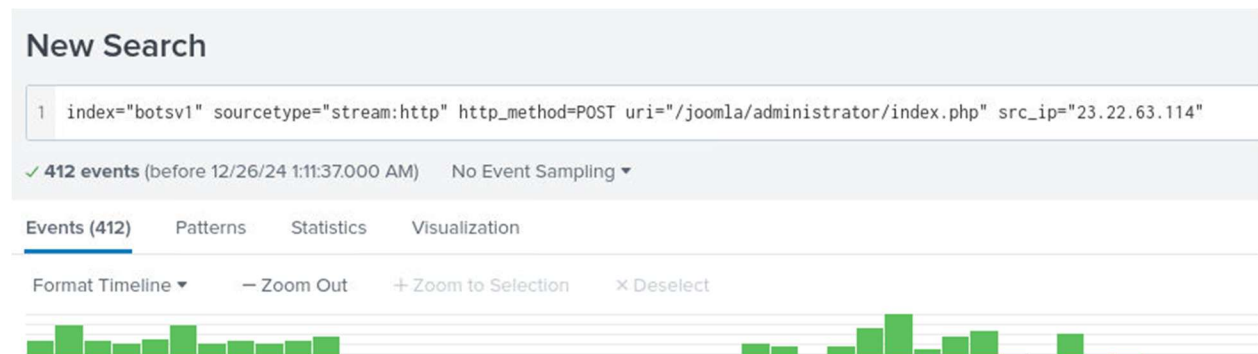 New Search
1 index="botsv1" sourcetype="stream:http" http_method=POST uri="/joomla/administrator/index.php" src_ip="23.22.63.114"
✓ 412 events (before 12/26/24 1:11:37.000 AM) No Event Sampling ▾
Events (412) Patterns Statistics Visualization
Format Timeline ▾ — Zoom Out + Zoom to Selection × Deselect